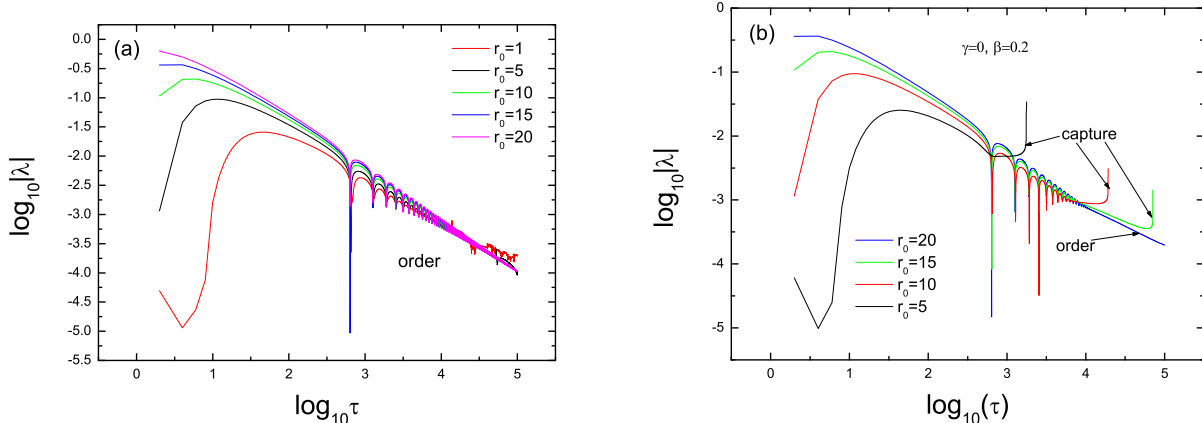 (a)
r0=1
r0=5
r0=10
r0=15
r0=20
order
0.0
-0.5
-1.0
-1.5
-2.0
-2.5
-3.0
-3.5
-4.0
-4.5
-5.0
-5.5
log10|λ|
0 1 2 3 4 5
log10τ
(b)
γ=0, β=0.2
capture
order
r0=20
r0=15
r0=10
r0=5
0
-1
-2
-3
-4
-5
log10|λ|
0 1 2 3 4 5
log10(τ)